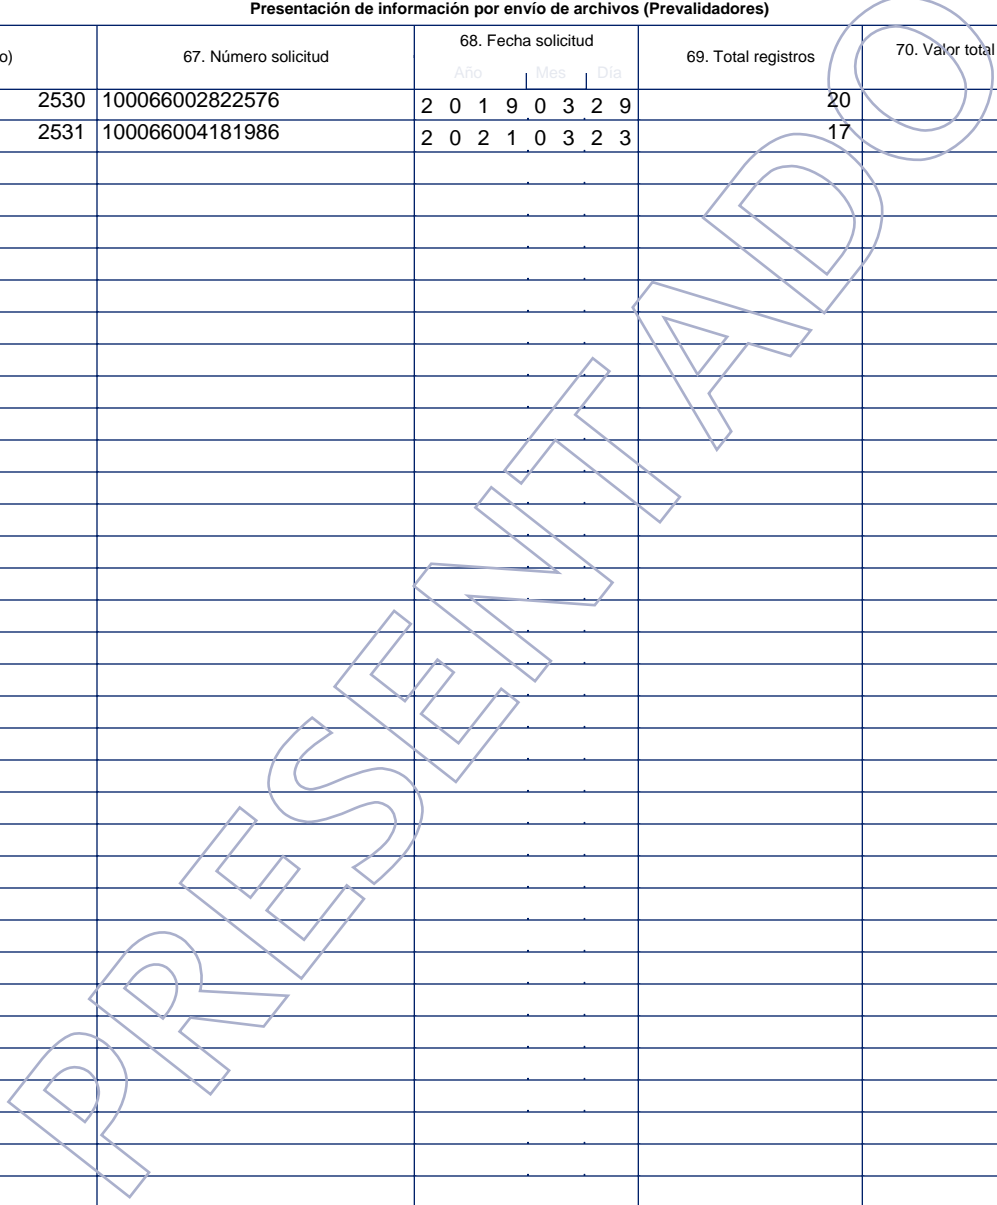 Presentación de información por envío de archivos (Prevalidadores)
o) 67. Número solicitud 68. Fecha solicitud 69. Total registros 70. Valor total
Año Mes Día
2530 100066002822576 2 0 1 9 0 3 2 9 20
2531 100066004181986 2 0 2 1 0 3 2 3 17
PRESENTADO